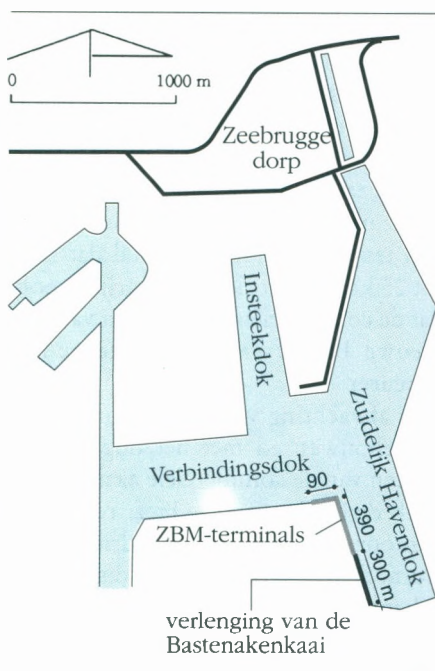 0
1000 m
Zeebrugge
dorp
Insteekdok
Zuidelijk Havendok
Verbindingsdok
90
ZBM-terminals
390
300 m
verlenging van de
Bastenakenkaai